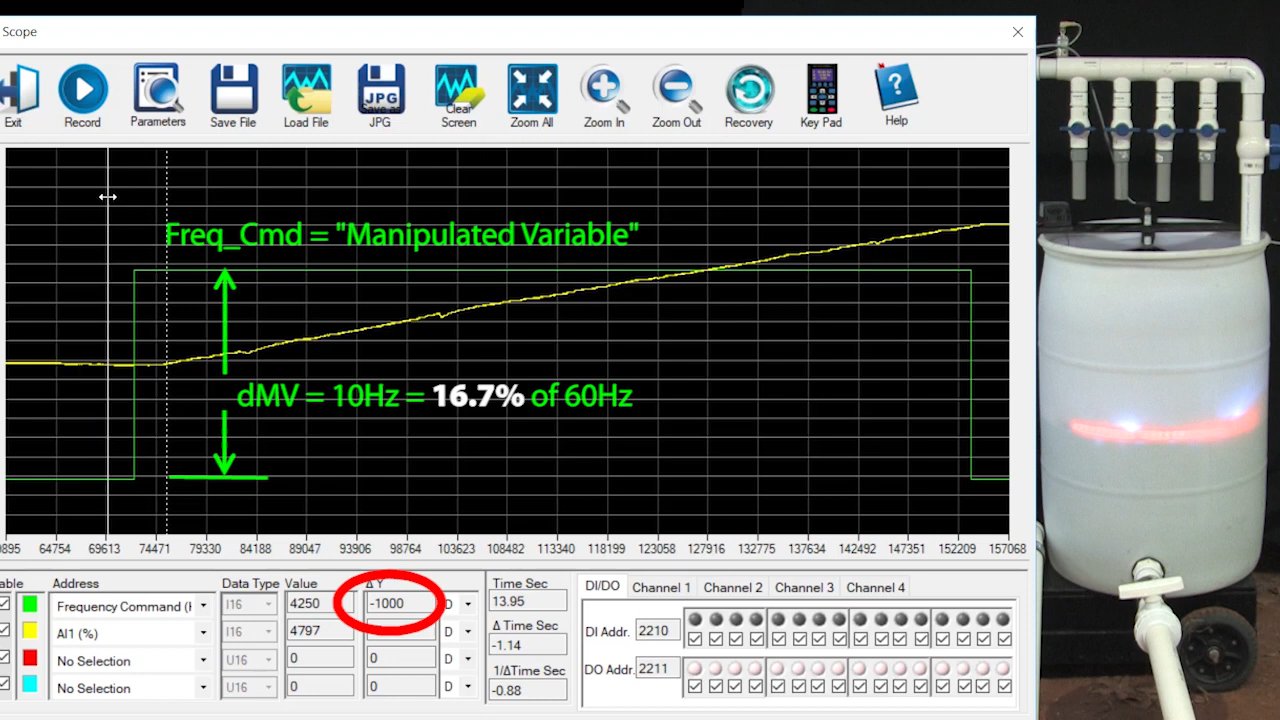 Scope
Exit
Record
Parameters
Save File
Load File
JPG
Save as JPG
Clear Screen
Zoom All
Zoom In
Zoom Out
Recovery
Key Pad
Help
Freq_Cmd = "Manipulated Variable"
dMV = 10Hz = 16.7% of 60Hz
9895 64754 69613 74471 79330 84188 89047 93906 98764 103623 108482 113340 118199 123058 127916 132775 137634 142492 147351 152209 157068
able Address Data Type Value Δ Y
Frequency Command (H I16 4250 -1000 D
AI1 (%) I16 4797 D
No Selection U16 0 0 D
No Selection U16 0 0 D
Time Sec
13.95
Δ Time Sec
-1.14
1/ΔTime Sec
-0.88
DI/DO Channel 1 Channel 2 Channel 3 Channel 4
DI Addr. 2210
DO Addr. 2211